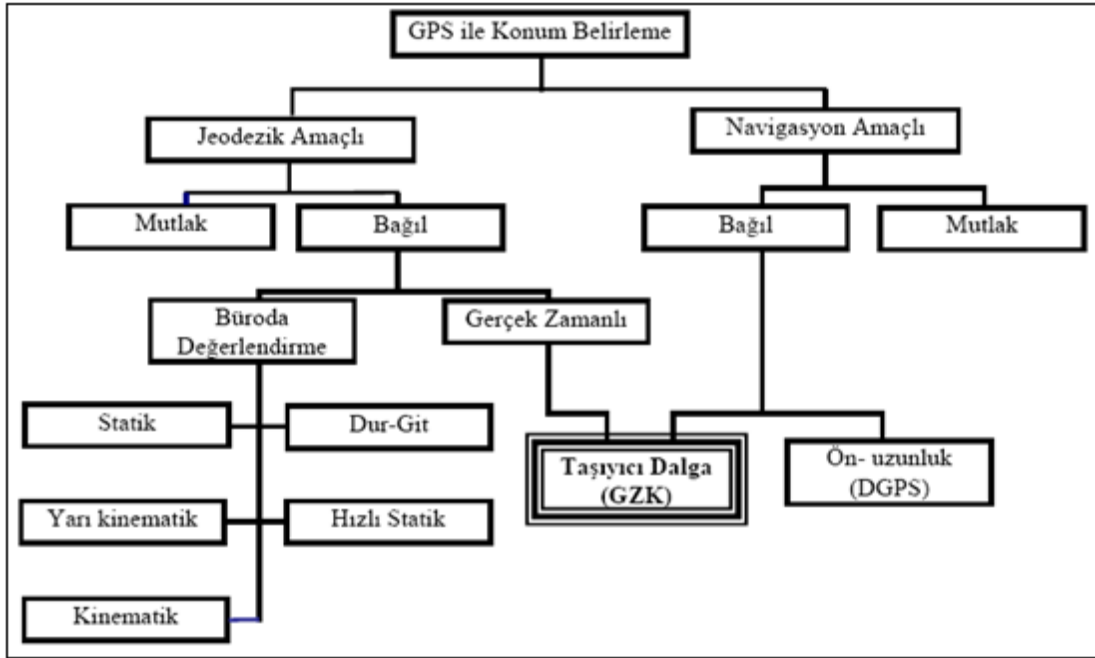 GPS ile Konum Belirleme
Jeodezik Amaçlı
Navigasyon Amaçlı
Mutlak
Bağıl
Bağıl
Mutlak
Büroda
Değerlendirme
Gerçek Zamanlı
Statik
Dur-Git
Taşıyıcı Dalga
(GZK)
Ön- uzunluk
(DGPS)
Yarı kinematik
Hızlı Statik
Kinematik